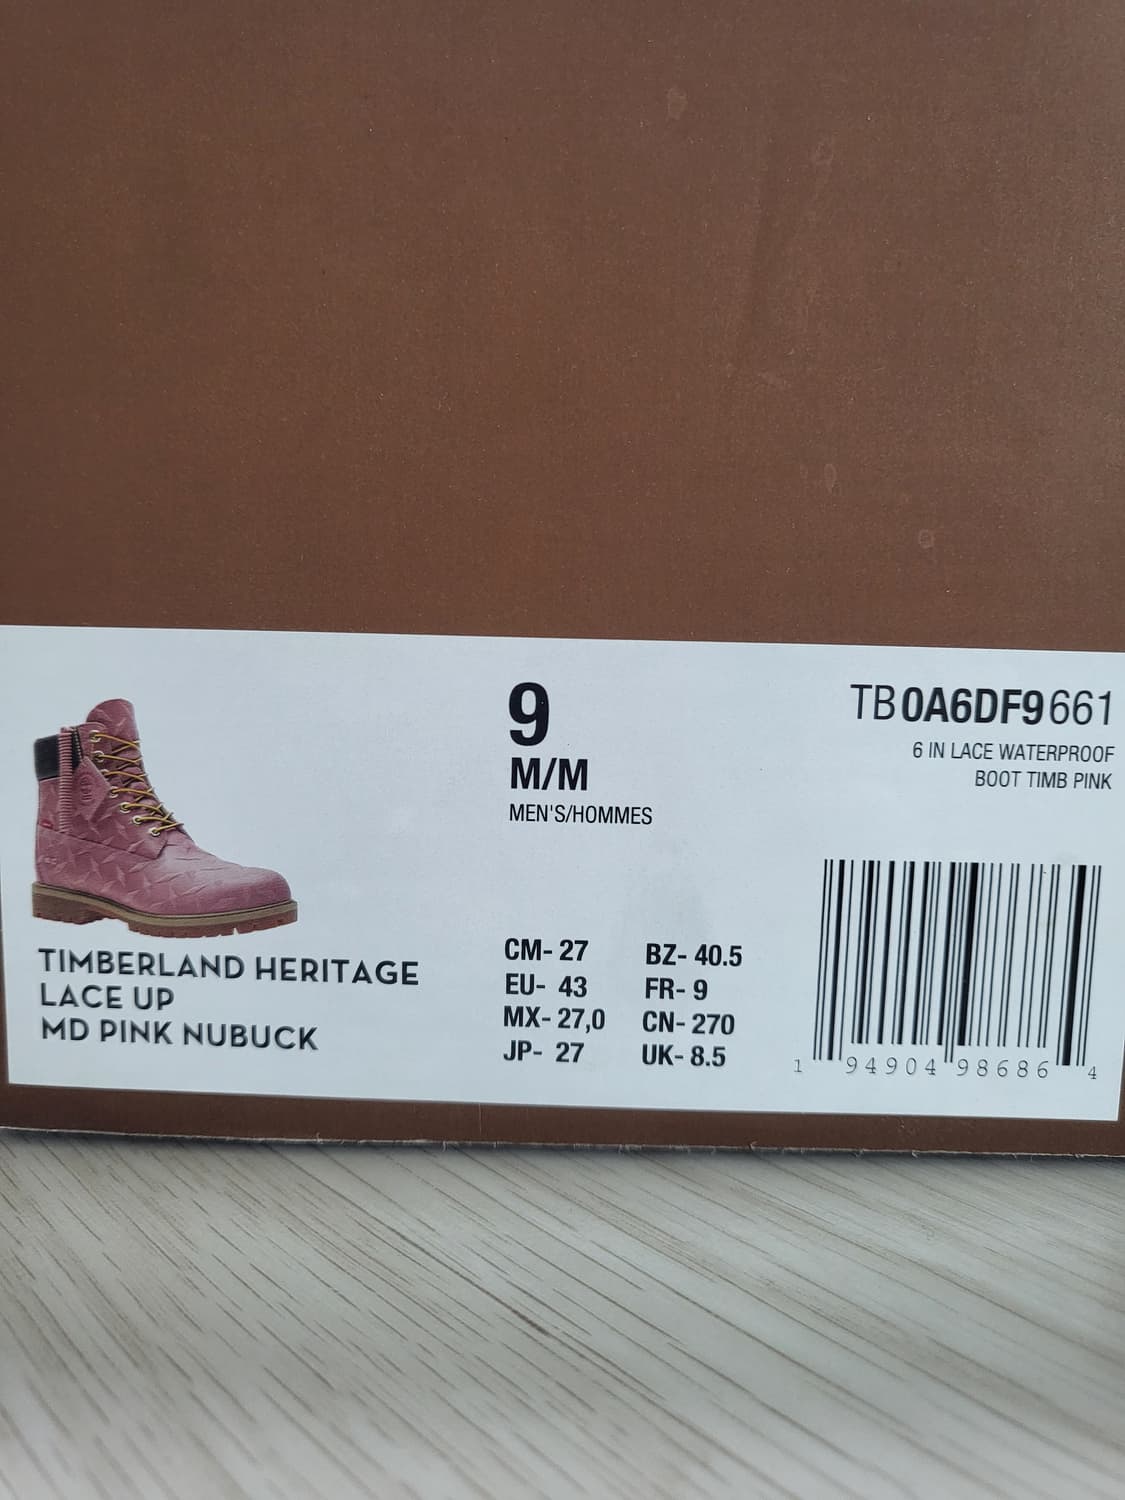 9
M/M
MEN'S/HOMMES
TB0A6DF9661
6 IN LACE WATERPROOF
BOOT TIMB PINK
TIMBERLAND HERITAGE
LACE UP
MD PINK NUBUCK
CM- 27 BZ- 40.5
EU- 43 FR- 9
MX- 27,0 CN- 270
JP- 27 UK- 8.5
1 94904 98686 4